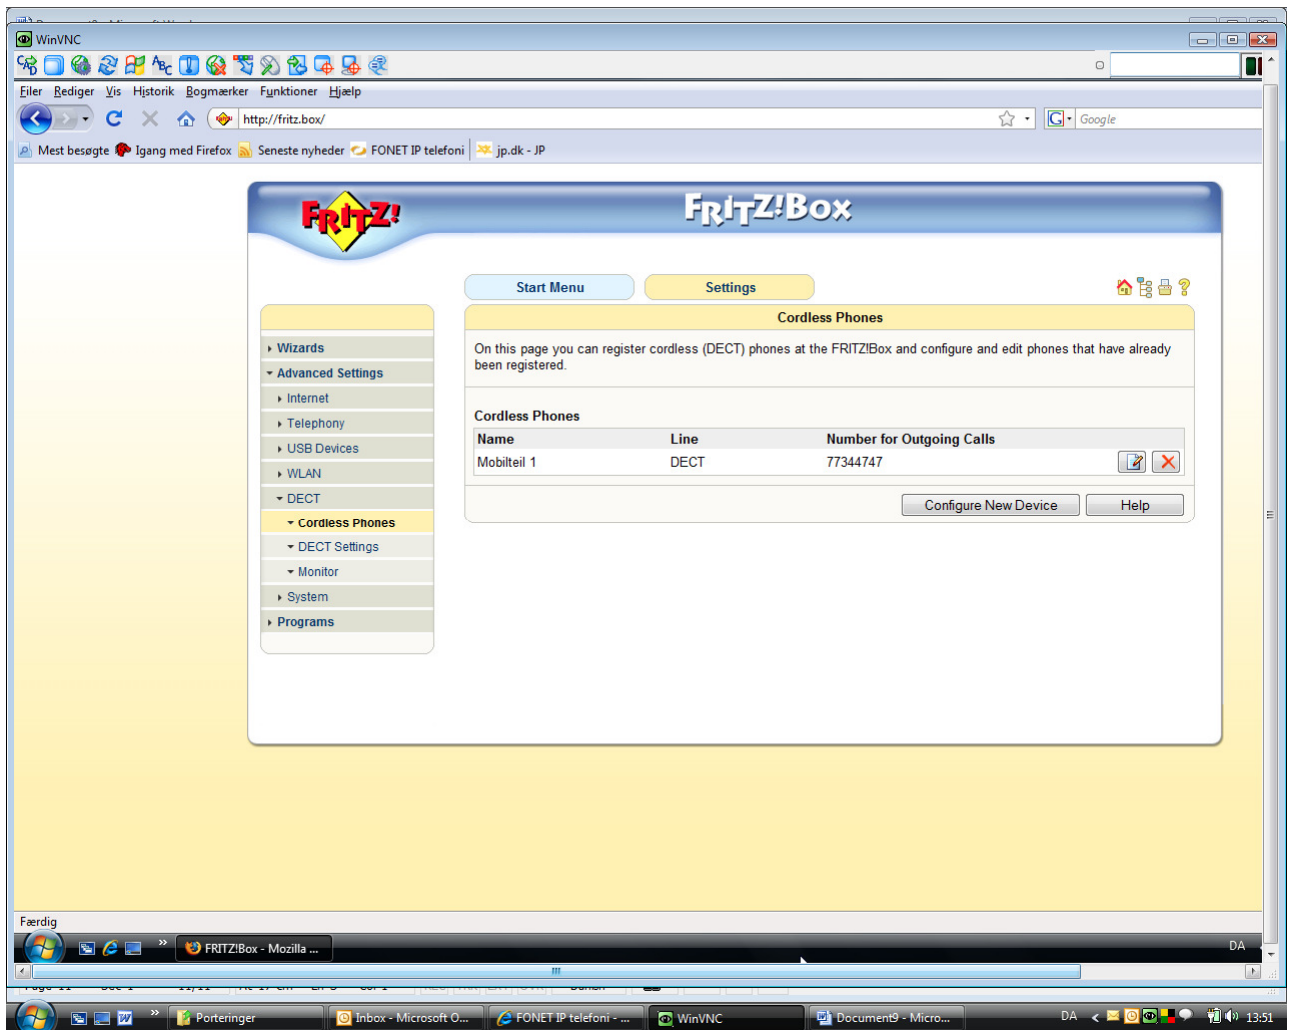 WinVNC
Filer Rediger Vis Historik Bogmærker Funktioner Hjælp
http://fritz.box/
Google
Mest besøgte Igang med Firefox Seneste nyheder FONET IP telefoni jp.dk - JP
FRITZ!
FRITZ!Box
Start Menu
Settings
Cordless Phones
Wizards
Advanced Settings
Internet
Telephony
USB Devices
WLAN
DECT
Cordless Phones
DECT Settings
Monitor
System
Programs
On this page you can register cordless (DECT) phones at the FRITZ!Box and configure and edit phones that have already
been registered.
Cordless Phones
Name Line Number for Outgoing Calls
Mobilteil 1 DECT 77344747
Configure New Device Help
Færdig
FRITZ!Box - Mozilla ...
DA
Porteringer Inbox - Microsoft O... FONET IP telefoni - ... WinVNC Document9 - Micro... DA 13:51